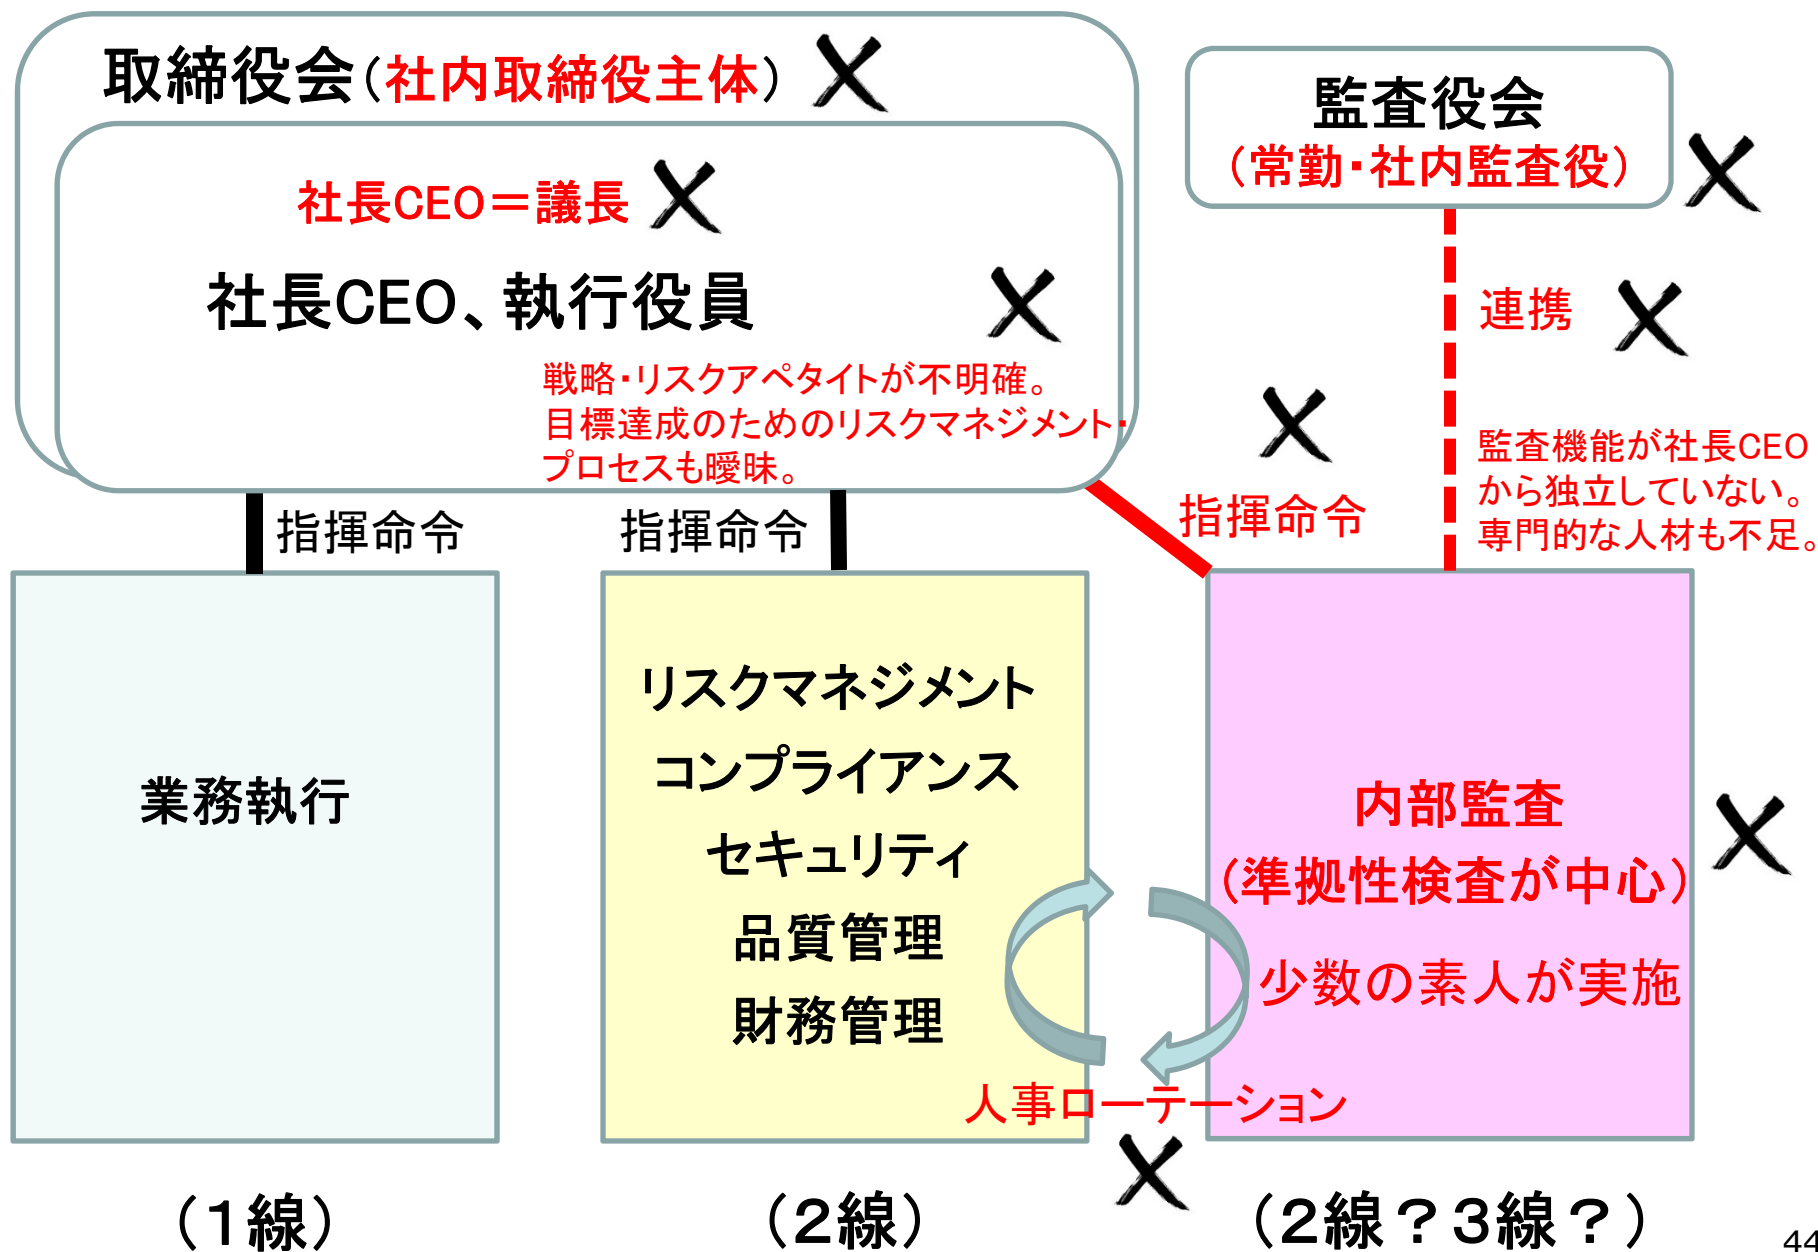 取締役会（社内取締役主体）
社長CEO＝議長
社長CEO、執行役員
戦略・リスクアペタイトが不明確。
目標達成のためのリスクマネジメント・
プロセスも曖昧。
監査役会
（常勤・社内監査役）
連携
監査機能が社長CEO
から独立していない。
専門的な人材も不足。
指揮命令
指揮命令
指揮命令
業務執行
リスクマネジメント
コンプライアンス
セキュリティ
品質管理
財務管理
内部監査
（準拠性検査が中心）
少数の素人が実施
人事ローテーション
（１線）
（２線）
（２線？３線？）
44